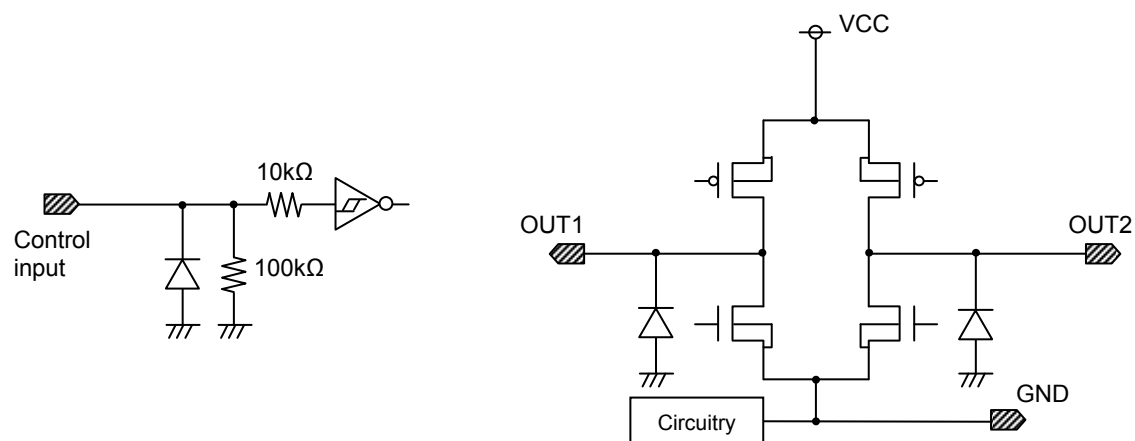 VCC
10kΩ
Control
input
100kΩ
OUT1
OUT2
GND
Circuitry